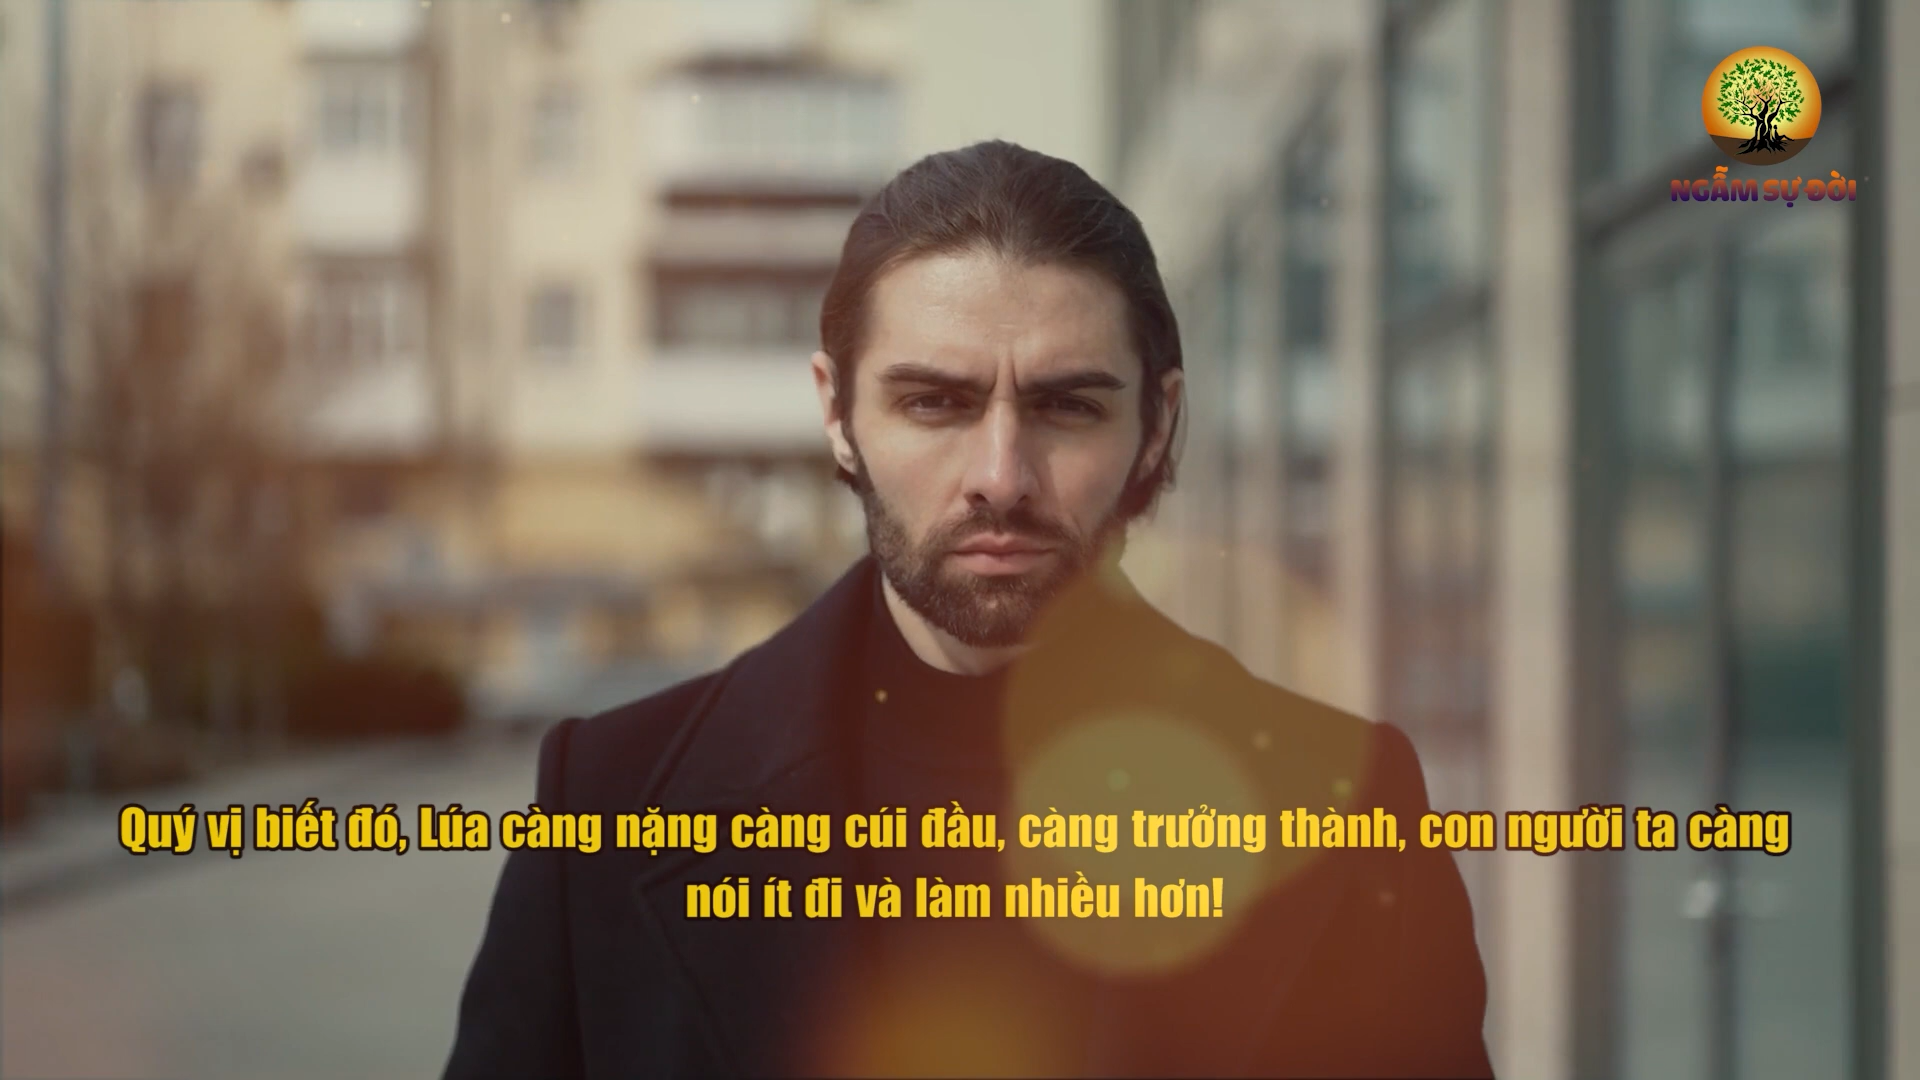 NGẪM SỰ ĐỜI
Quý vị biết đó, Lúa càng nặng càng cúi đầu, càng trưởng thành, con người ta càng
nói ít đi và làm nhiều hơn!